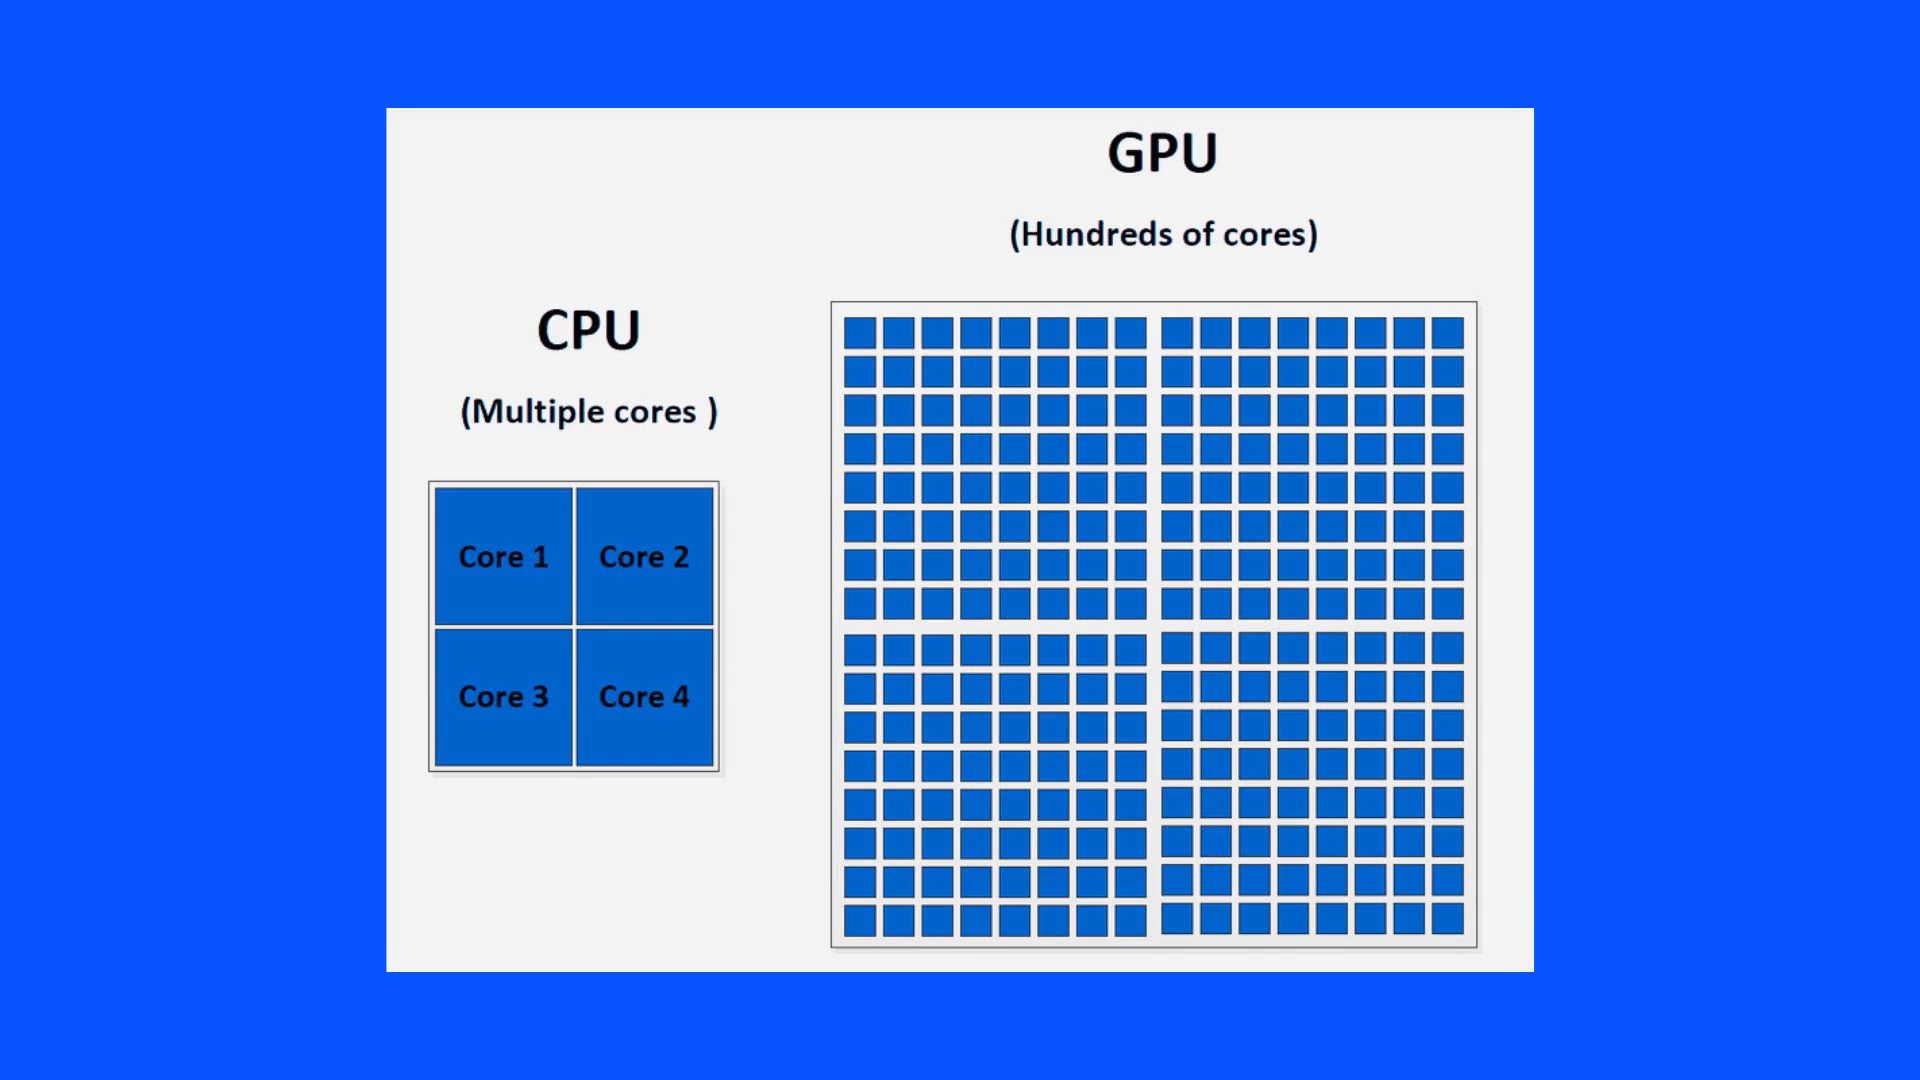 GPU
(Hundreds of cores)
CPU
(Multiple cores )
Core 1
Core 2
Core 3
Core 4